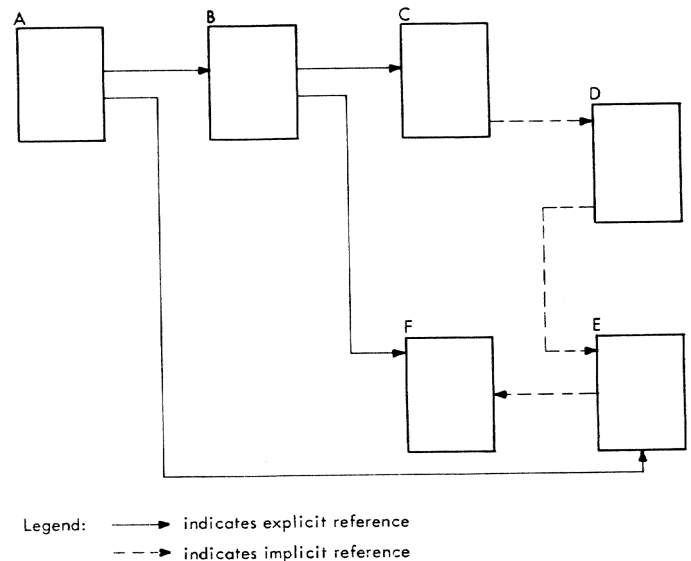 A
B
C
D
F
E
Legend:
indicates explicit reference
indicates implicit reference